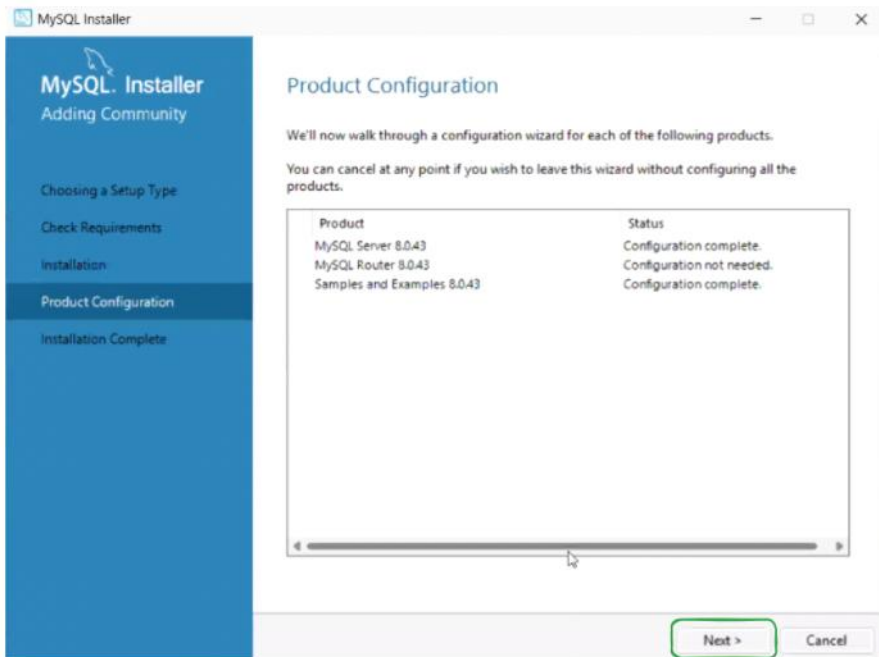 MySQL Installer
MySQL. Installer
Adding Community
Choosing a Setup Type
Check Requirements
Installation
Product Configuration
Installation Complete
Product Configuration
We'll now walk through a configuration wizard for each of the following products.
You can cancel at any point if you wish to leave this wizard without configuring all the
products.
Product Status
MySQL Server 8.0.43 Configuration complete.
MySQL Router 8.0.43 Configuration not needed.
Samples and Examples 8.0.43 Configuration complete.
Next > Cancel